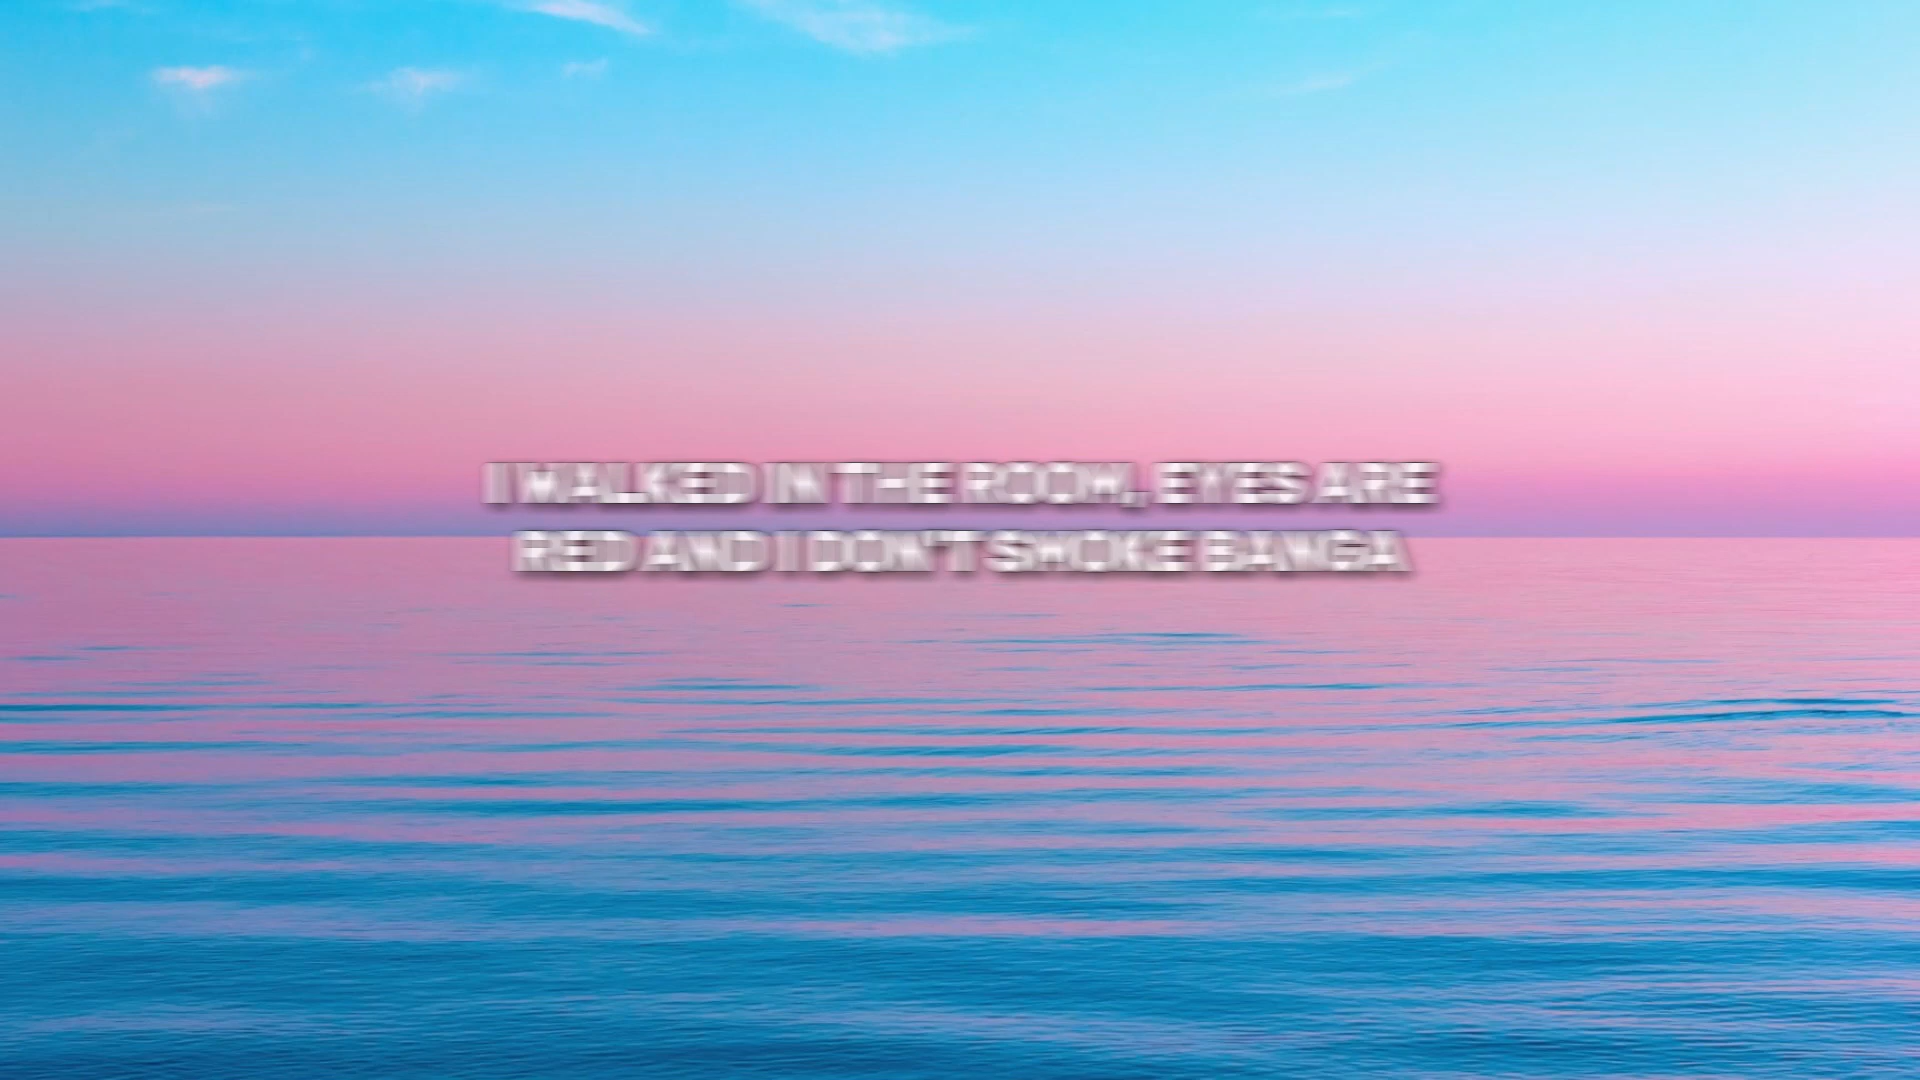 I WALKED IN THE ROOM, EYES ARE
RED AND I DON'T SMOKE BANGA